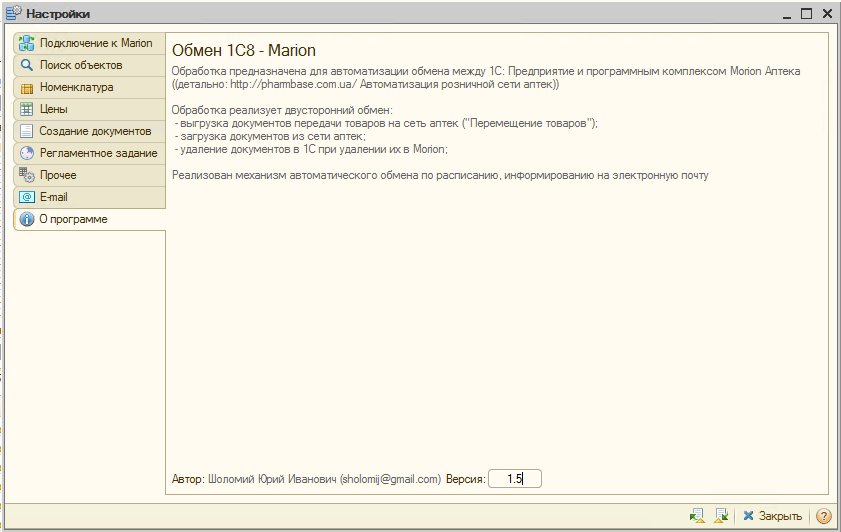 Настройки
Подключение к Marion
Поиск объектов
Номенклатура
Цены
Создание документов
Регламентное задание
Прочее
E-mail
О программе
Обмен 1С8 - Marion
Обработка предназначена для автоматизации обмена между 1С: Предприятие и программным комплексом Morion Аптека
((детально: http://phambase.com.ua/ Автоматизация розничной сети аптек))
Обработка реализует двусторонний обмен:
- выгрузка документов передачи товаров на сеть аптек ("Перемещение товаров");
- загрузка документов из сети аптек;
- удаление документов в 1С при удалении их в Morion;
Реализован механизм автоматического обмена по расписанию, информированию на электронную почту
Автор: Шоломий Юрий Иванович (sholomij@gmail.com) Версия: 1.5
Закрыть